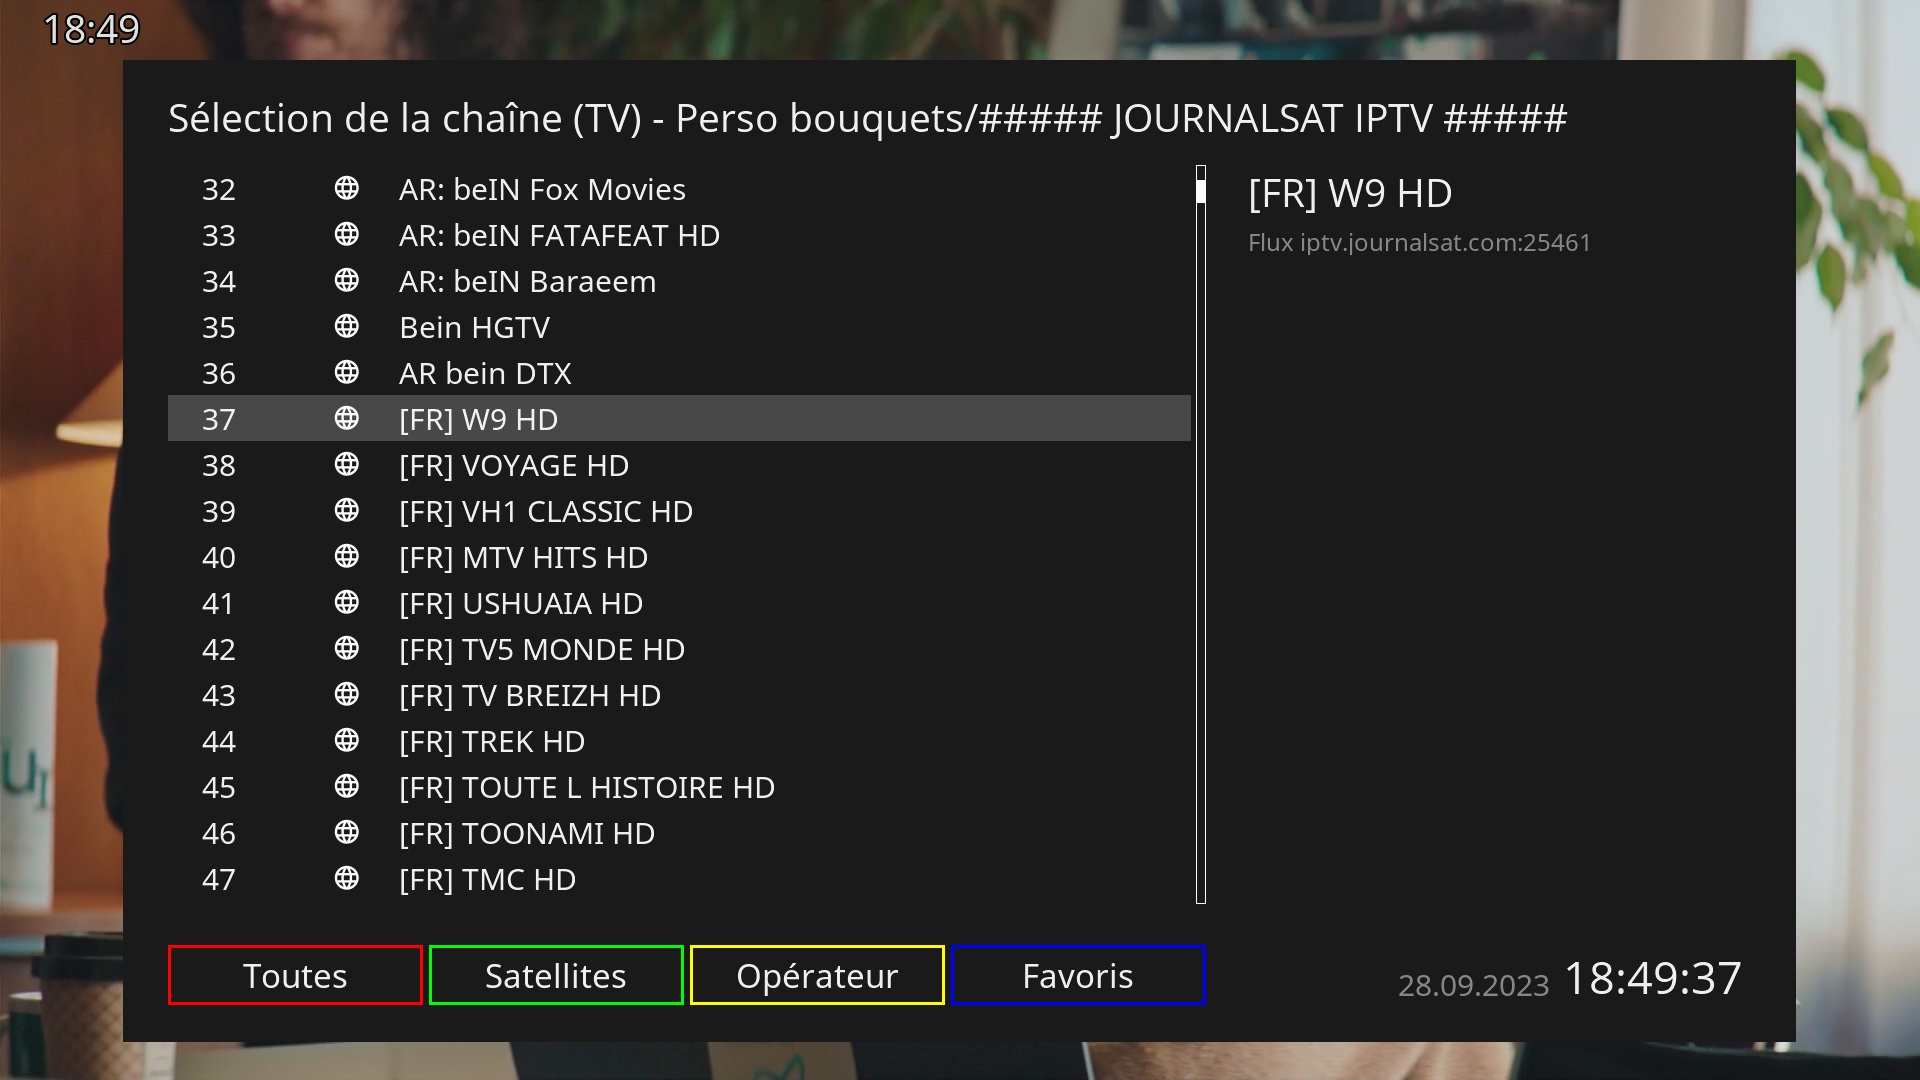 18:49
Sélection de la chaîne (TV) - Perso bouquets/##### JOURNALSAT IPTV #####
32 AR: beIN Fox Movies
33 AR: beIN FATAFEAT HD
34 AR: beIN Baraeem
35 Bein HGTV
36 AR bein DTX
37 [FR] W9 HD
38 [FR] VOYAGE HD
39 [FR] VH1 CLASSIC HD
40 [FR] MTV HITS HD
41 [FR] USHUAIA HD
42 [FR] TV5 MONDE HD
43 [FR] TV BREIZH HD
44 [FR] TREK HD
45 [FR] TOUTE L HISTOIRE HD
46 [FR] TOONAMI HD
47 [FR] TMC HD
[FR] W9 HD
Flux iptv.journalsat.com:25461
Toutes
Satellites
Opérateur
Favoris
28.09.2023 18:49:37